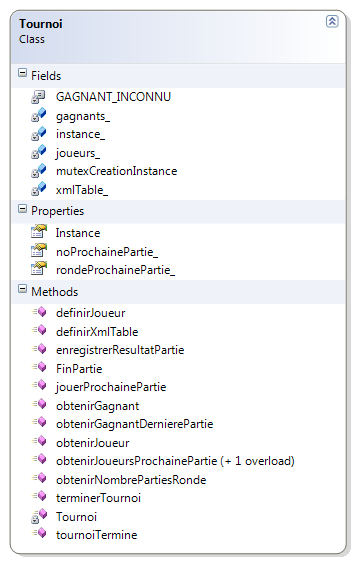 Tournoi
Class
Fields
GAGNANT_INCONNU
gagnants_
instance_
joueurs_
mutexCreationInstance
xmlTable_
Properties
Instance
noProchainePartie_
rondeProchainePartie_
Methods
definirJoueur
definirXmlTable
enregistrerResultatPartie
FinPartie
jouerProchainePartie
obtenirGagnant
obtenirGagnantDernierePartie
obtenirJoueur
obtenirJoueursProchainePartie (+ 1 overload)
obtenirNombrePartiesRonde
terminerTournoi
Tournoi
tournoiTermine